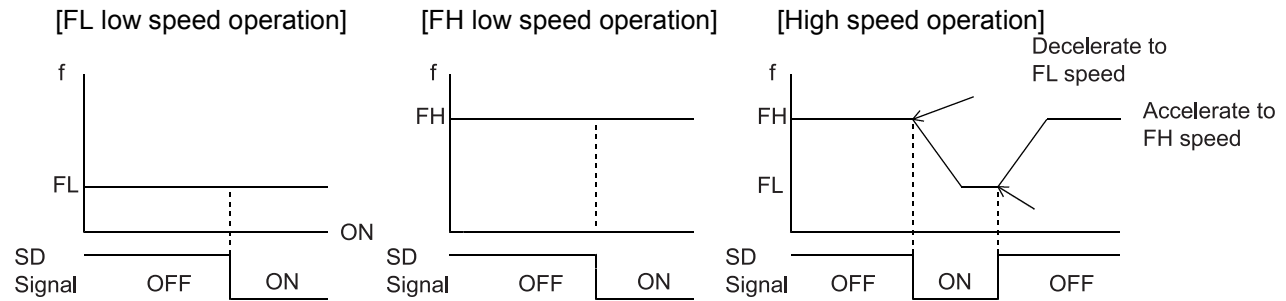 [FL low speed operation]
f
FL
ON
SD
Signal
OFF
ON
[FH low speed operation]
f
FH
SD
Signal
OFF
ON
[High speed operation]
Decelerate to
FL speed
f
FH
Accelerate to
FH speed
FL
SD
Signal
OFF
ON
OFF